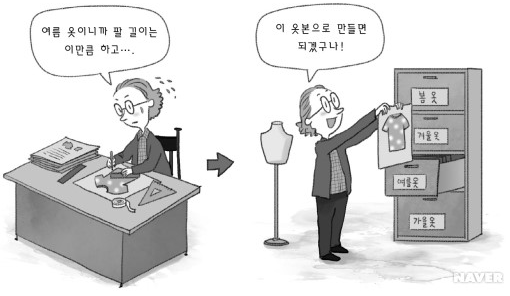 여름 옷이니까 팔 길이는
이만큼 하고….
이 옷본으로 만들면
되겠구나!
봄 옷
겨울옷
여름옷
가을옷
NAVER